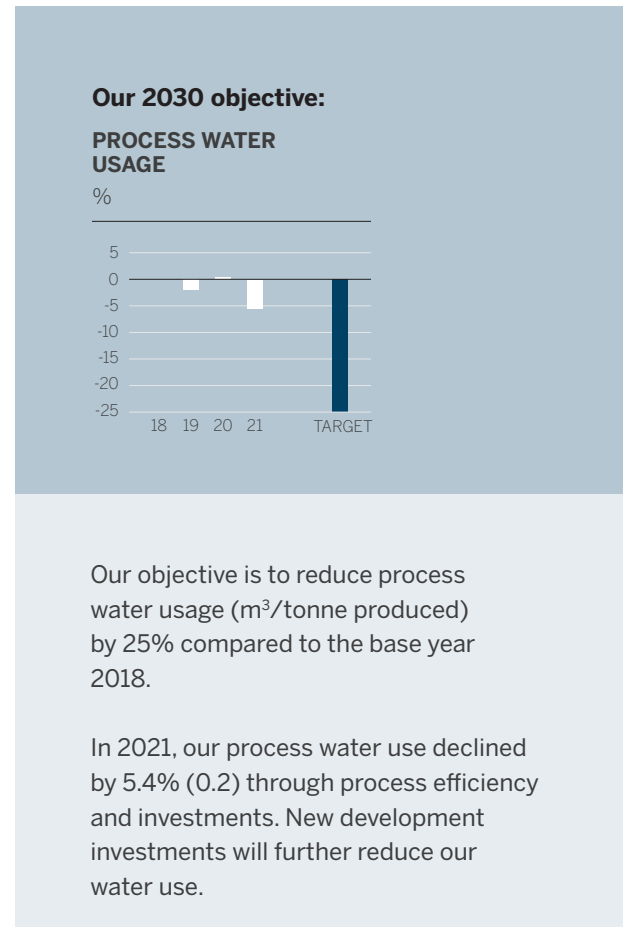 Our 2030 objective:
PROCESS WATER
USAGE
%
5
0
-5
-10
-15
-20
-25
18 19 20 21 TARGET
Our objective is to reduce process
water usage (m³/tonne produced)
by 25% compared to the base year
2018.
In 2021, our process water use declined
by 5.4% (0.2) through process efficiency
and investments. New development
investments will further reduce our
water use.